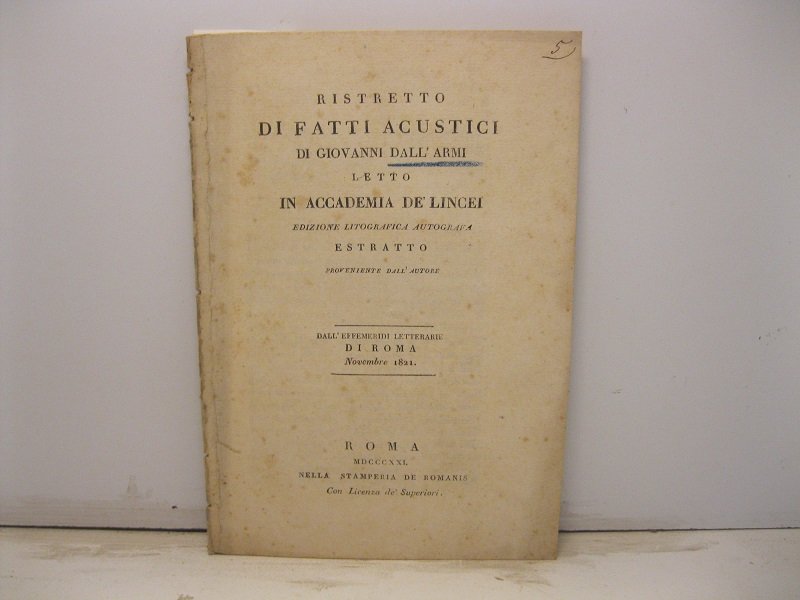 5
RISTRETTO
DI FATTI ACUSTICI
DI GIOVANNI DALL' ARMI
LETTO
IN ACCADEMIA DE' LINCEI
EDIZIONE LITOGRAFICA AUTOGRAFA
ESTRATTO
PROVENIENTE DALL' AUTORE
DALL' EFFEMERIDI LETTERARIE
DI ROMA
Novembre 1821.
ROMA
MDCCCXXI.
NELLA STAMPERIA DE ROMANIS
Con Licenza de' Superiori.